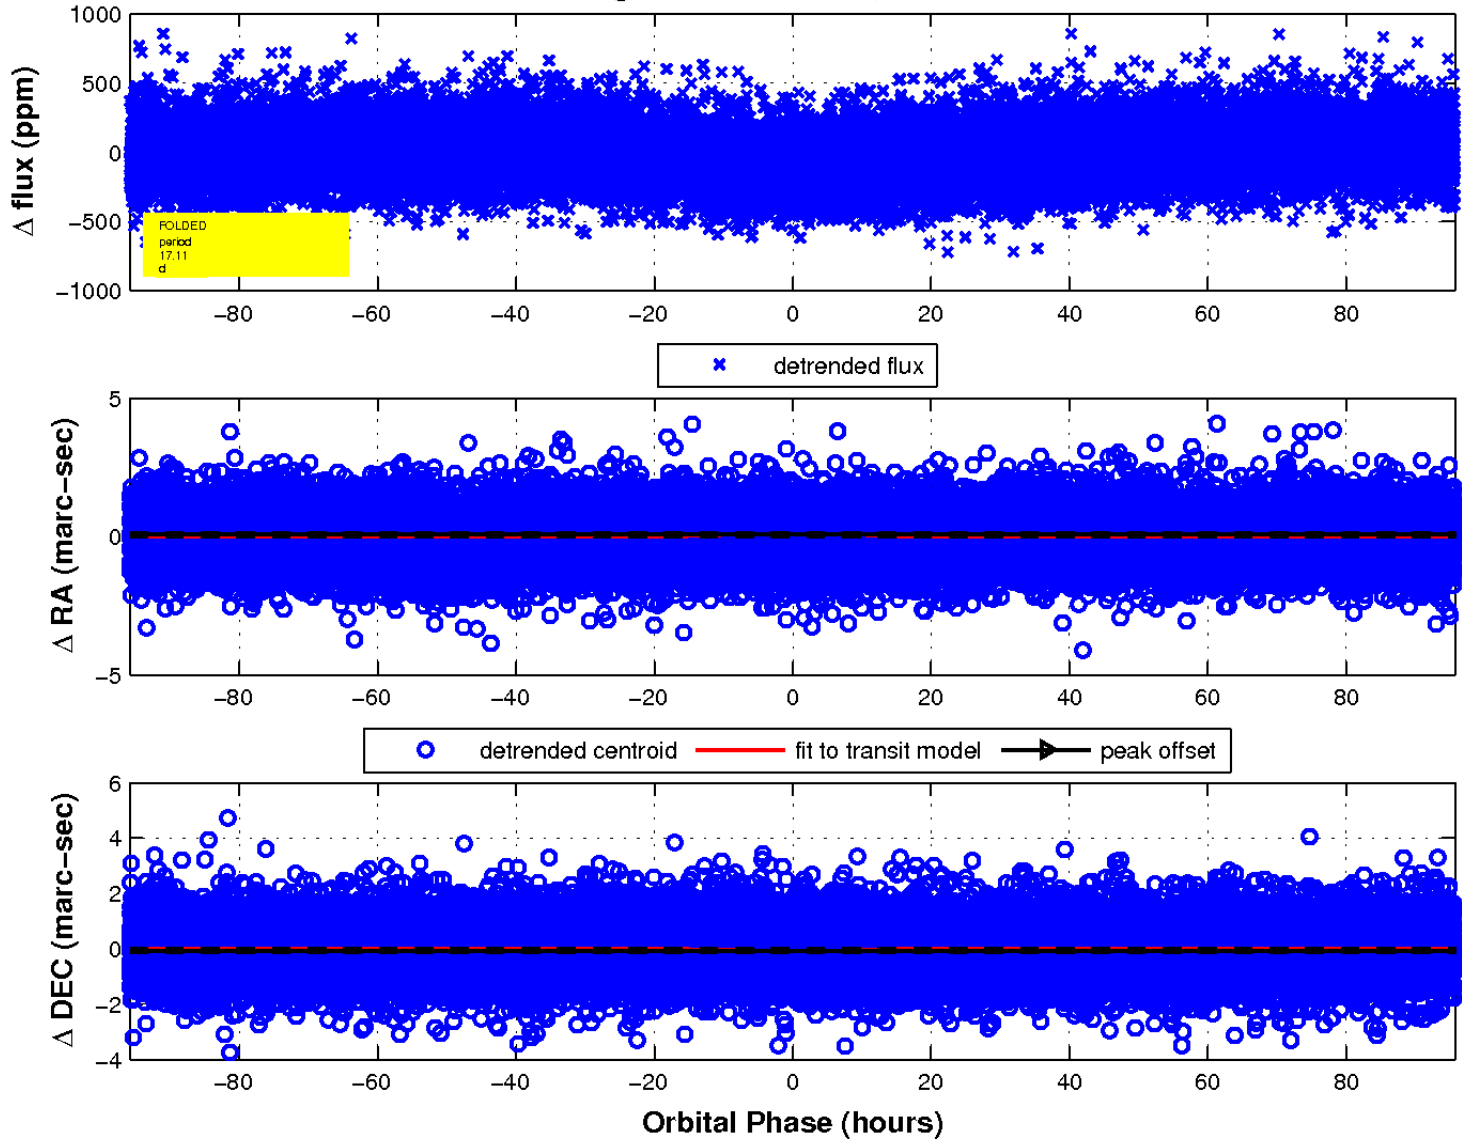 1000
500
0
−500
−1000
Δ flux (ppm)
FOLDED
period
17.11
d
−80 −60 −40 −20 0 20 40 60 80
detrended flux
5
0
−5
Δ RA (marc−sec)
−80 −60 −40 −20 0 20 40 60 80
detrended centroid fit to transit model peak offset
6
4
2
0
−2
−4
Δ DEC (marc−sec)
−80 −60 −40 −20 0 20 40 60 80
Orbital Phase (hours)